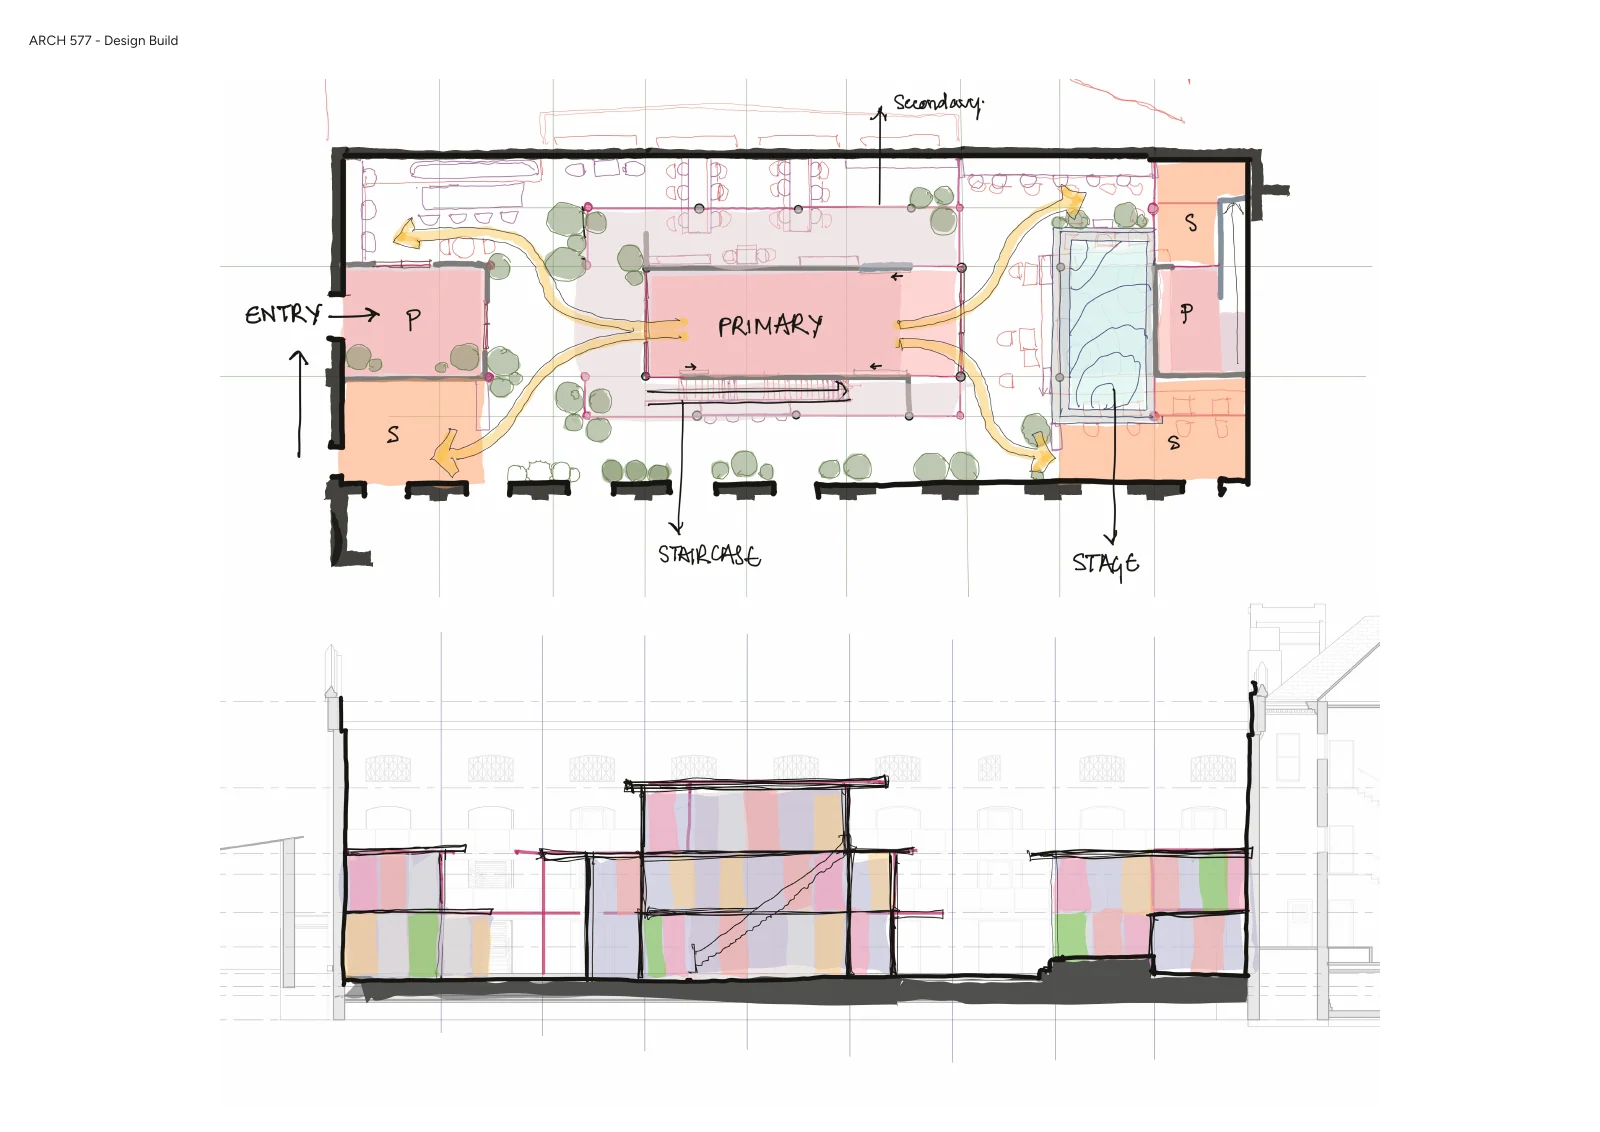 ARCH 577 - Design Build
Secondary.
S
ENTRY
P
PRIMARY
P
S
S
STAIRCASE
STAGE